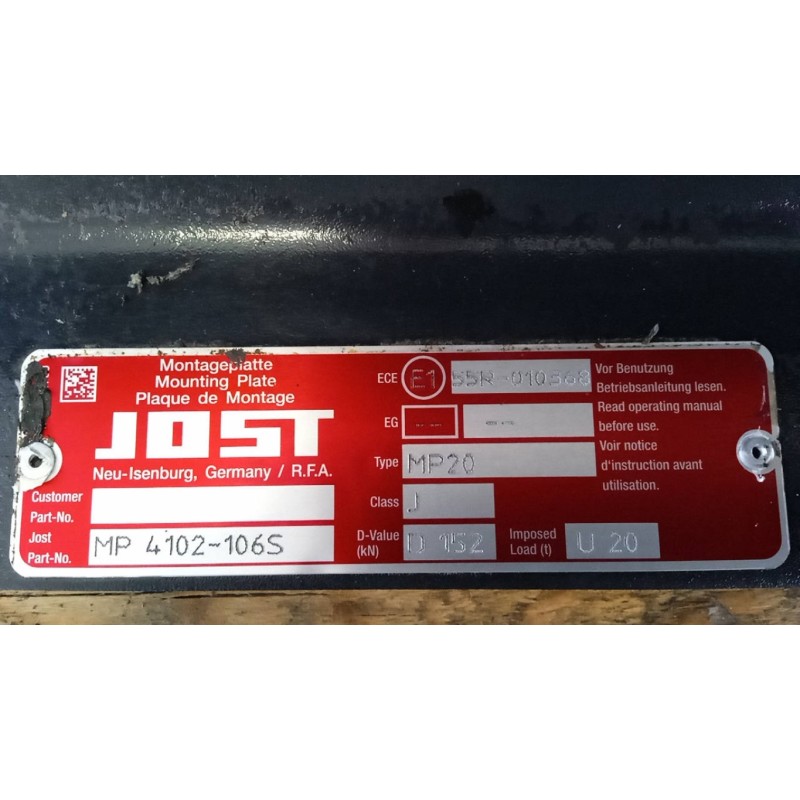 Montageplatte
Mounting Plate
Plaque de Montage
JOST
Neu-Isenburg, Germany / R.F.A.
Customer
Part-No.
Jost
Part-No. MP 4102-106S
ECE E1 55R-010568
EG -- ---
Type MP20
Class J
D-Value
(kN) D 152
Imposed
Load (t) U 20
Vor Benutzung
Betriebsanleitung lesen.
Read operating manual
before use.
Voir notice
d'instruction avant
utilisation.